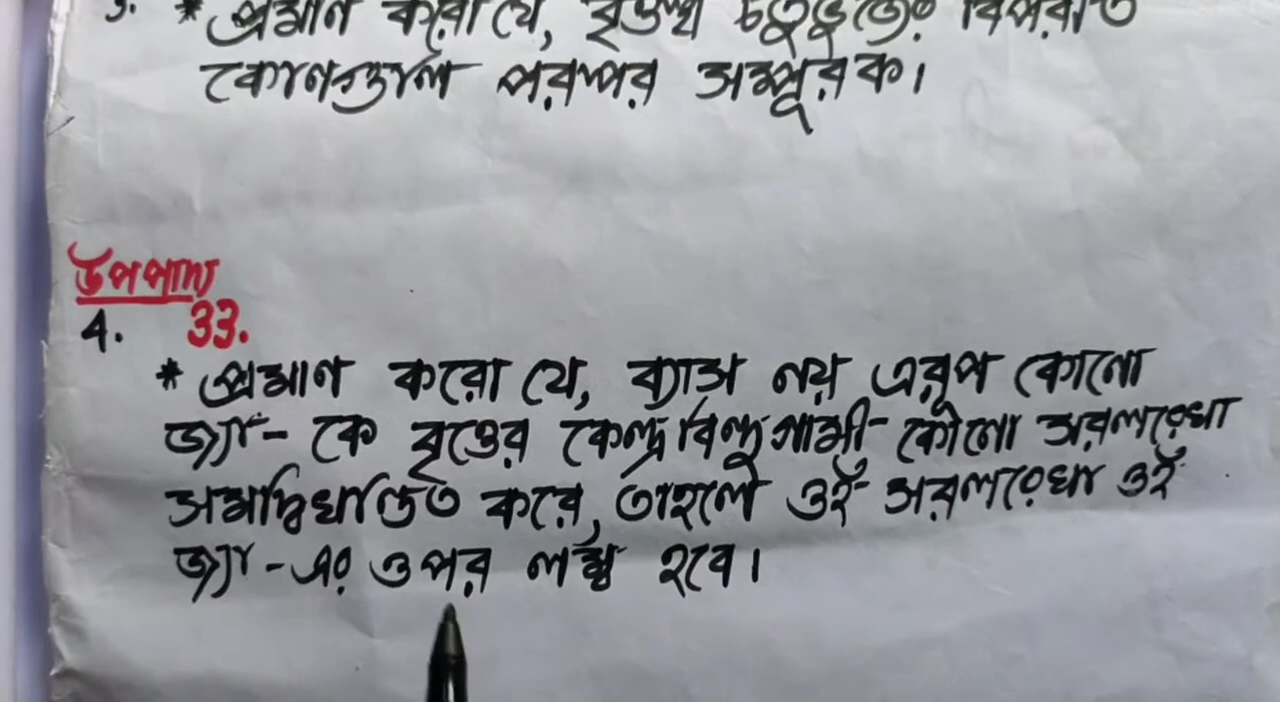 3. * প্রমাণ করো যে, বৃত্তস্থ চতুর্ভুজের বিপরীত
কোণগুলি পরস্পর সম্পূরক।
উপপাদ্য
4. 33.
* প্রমাণ করো যে, ব্যাস নয় এরূপ কোনো
জ্যা-কে বৃত্তের কেন্দ্রবিন্দুগামী কোনো সরলরেখা
সমদ্বিখণ্ডিত করে, তাহলে ওই সরলরেখা ওই
জ্যা-এর ওপর লম্ব হবে।